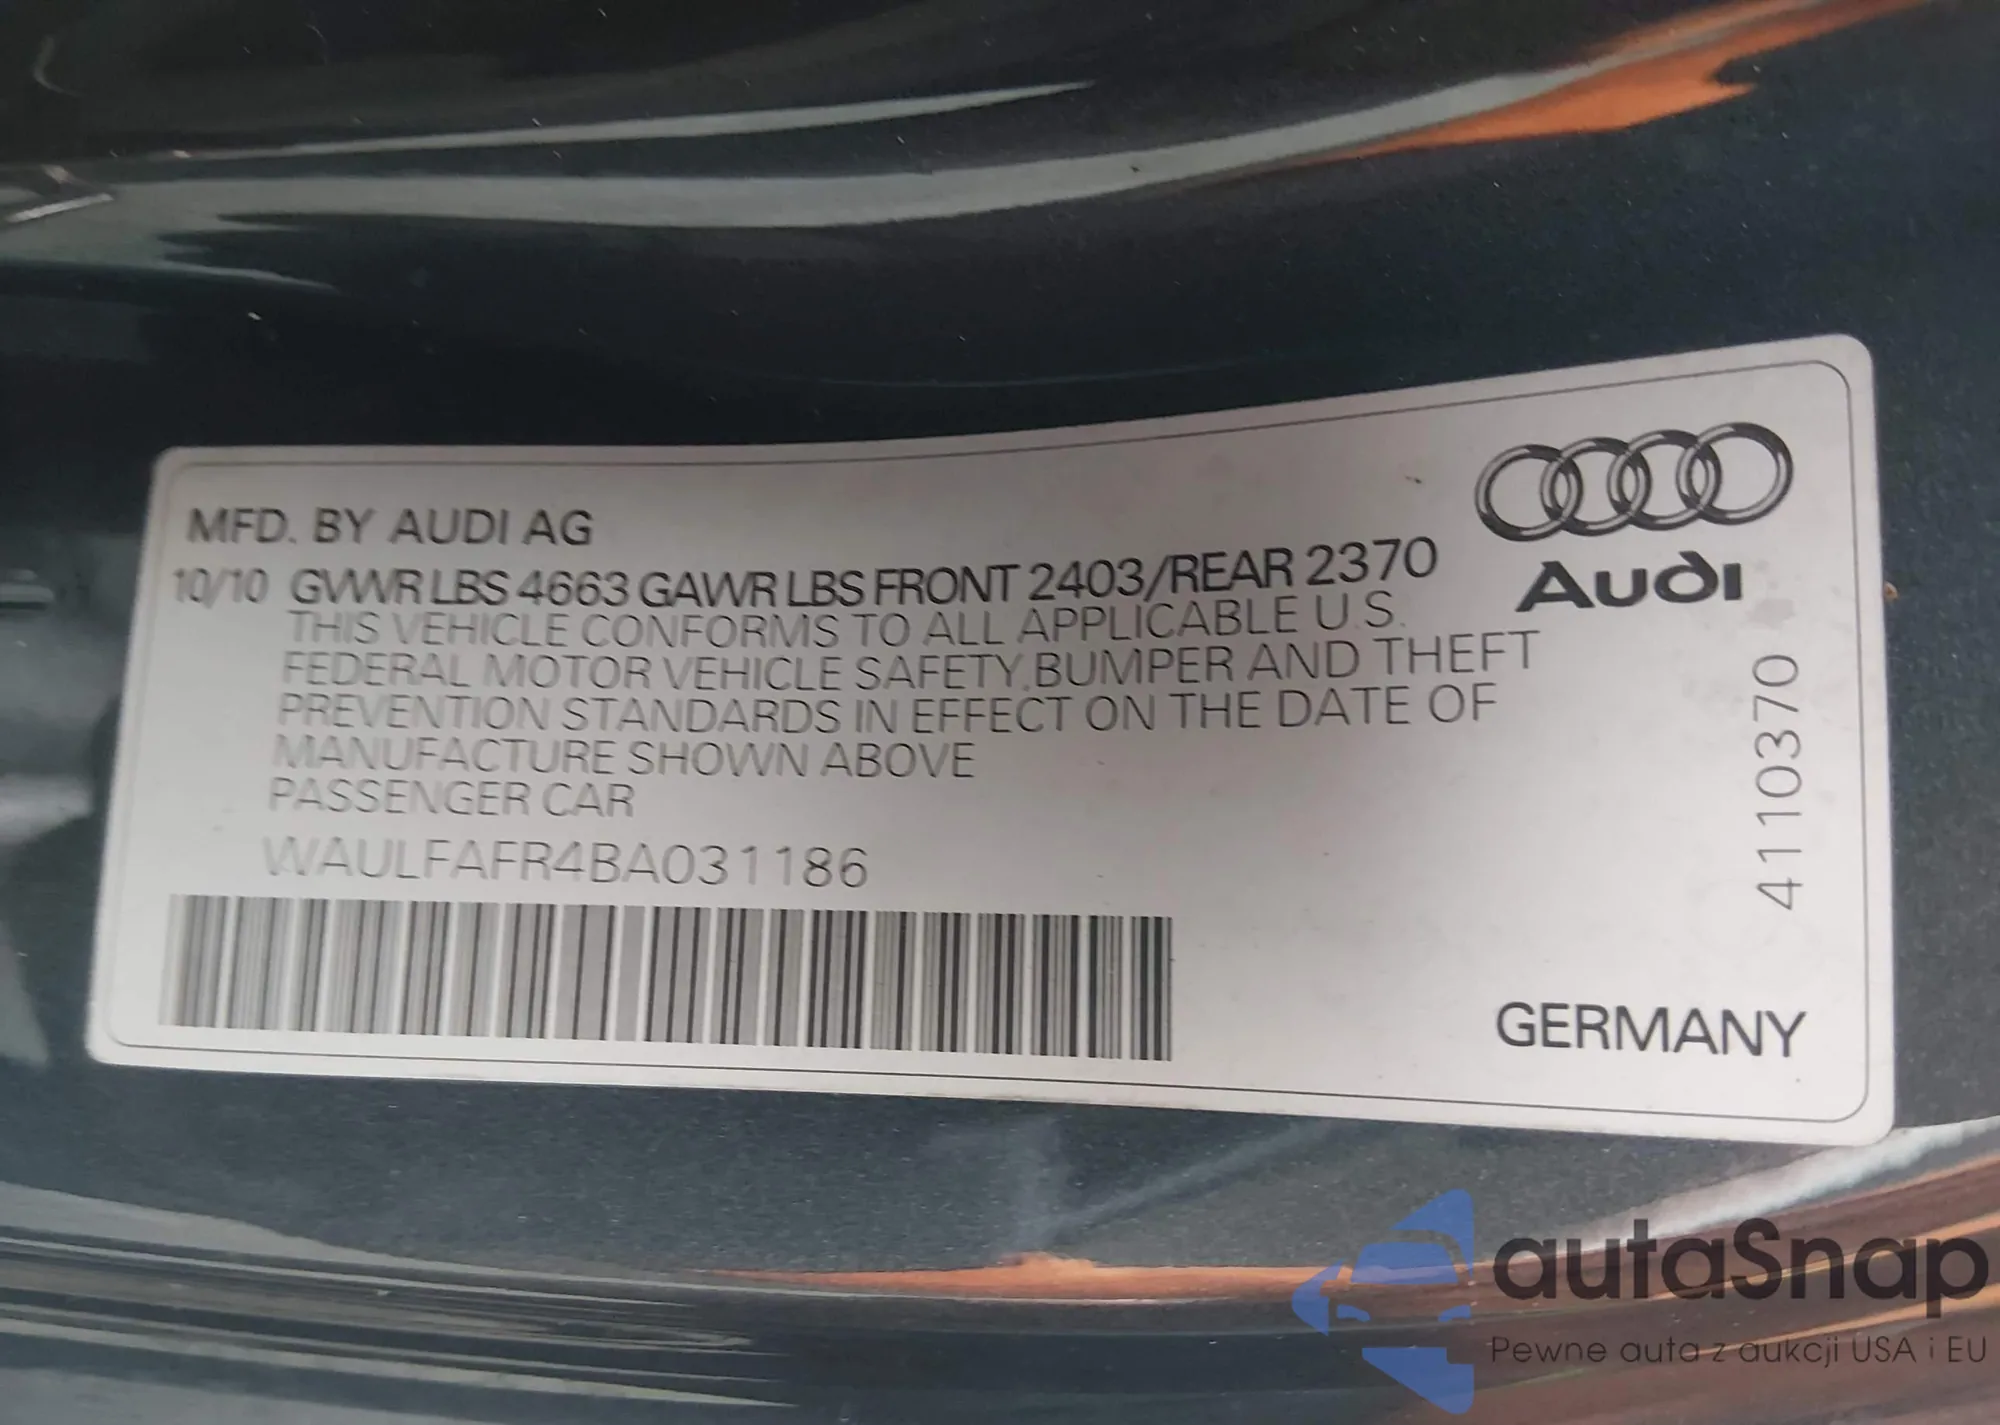 MFD. BY AUDI AG
10/10 GVWR LBS 4663 GAWR LBS FRONT 2403/REAR 2370
THIS VEHICLE CONFORMS TO ALL APPLICABLE U.S.
FEDERAL MOTOR VEHICLE SAFETY, BUMPER AND THEFT
PREVENTION STANDARDS IN EFFECT ON THE DATE OF
MANUFACTURE SHOWN ABOVE
PASSENGER CAR
WAULFAFR4BA031186
Audi
4110370
GERMANY
autaSnap
Pewne auta z aukcji USA i EU